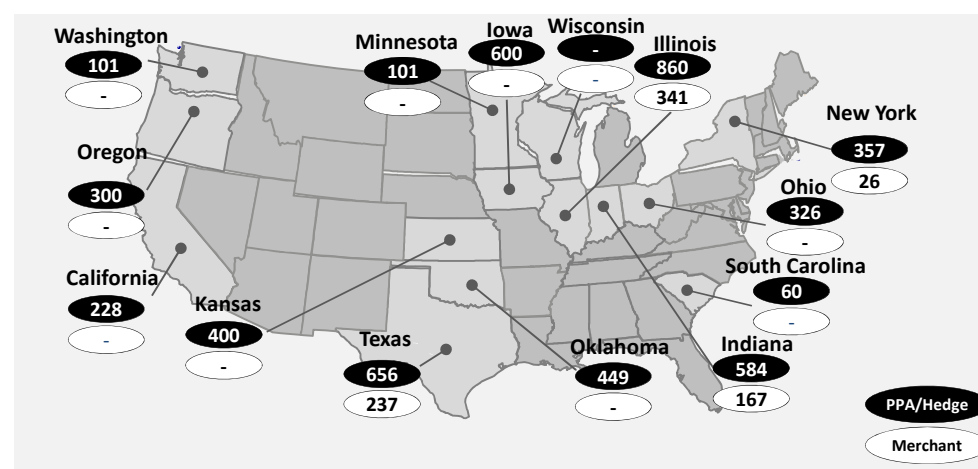 Washington
101
-
Oregon
300
-
California
228
-
Kansas
400
-
Texas
656
237
Minnesota
101
-
Iowa
600
-
Wisconsin
-
-
Illinois
860
341
New York
357
26
Ohio
326
-
South Carolina
60
-
Indiana
584
167
Oklahoma
449
-
PPA/Hedge
Merchant